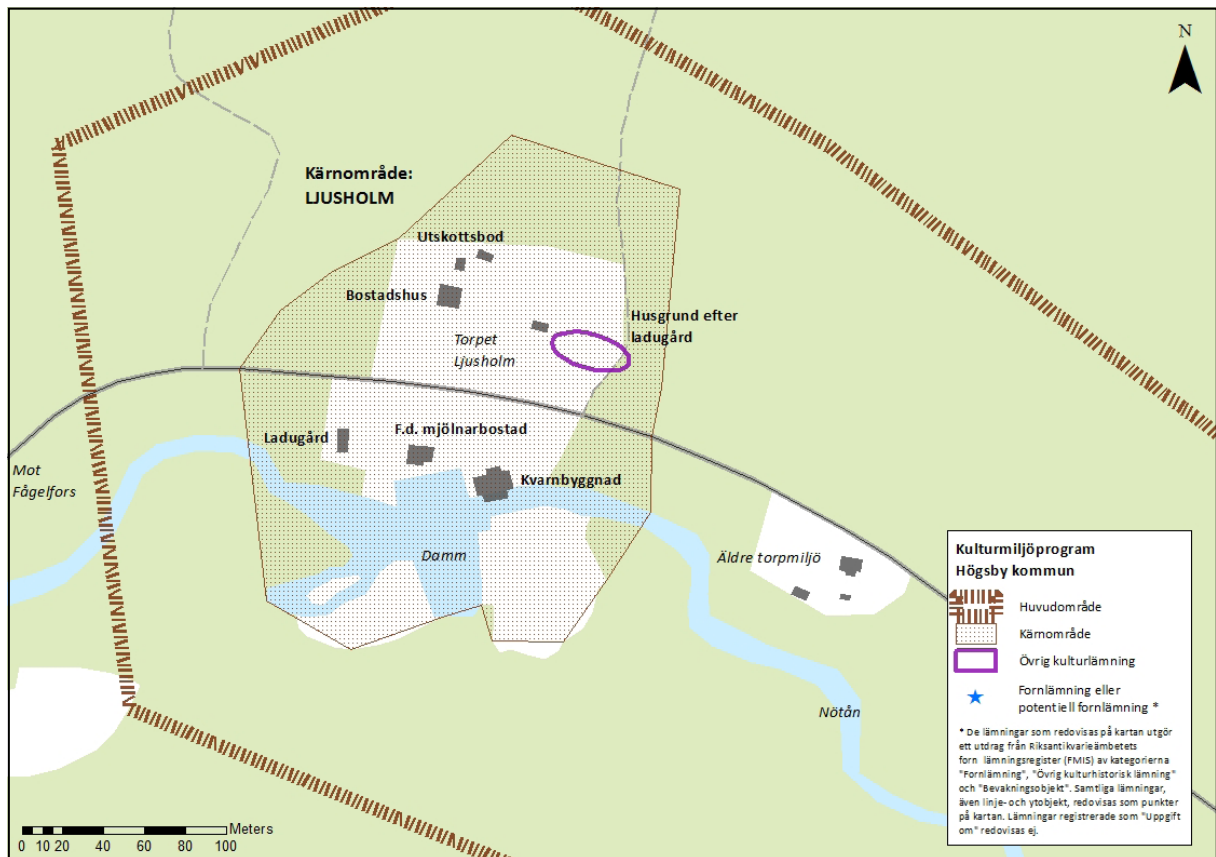 N
Kärnområde:
LJUSHOLM
Utskottsbod
Bostadshus
Husgrund efter
ladugård
Torpet
Ljusholm
F.d. mjölnarbostad
Ladugård
Mot
Fågelfors
Kvarnbyggnad
Damm
Äldre torpmiljö
Nötån
Kulturmiljöprogram
Högsby kommun
Huvudområde
Kärnområde
Övrig kulturlämning
Fornlämning eller
potentiell fornlämning *
* De lämningar som redovisas på kartan utgör
ett utdrag från Riksantikvarieämbetets
forn lämningsregister (FMIS) av kategorierna
"Fornlämning", "Övrig kulturhistorisk lämning"
och "Bevakningsobjekt". Samtliga lämningar,
även linje- och ytobjekt, redovisas som punkter
på kartan. Lämningar registrerade som "Uppgift
om" redovisas ej.
Meters
0 10 20 40 60 80 100